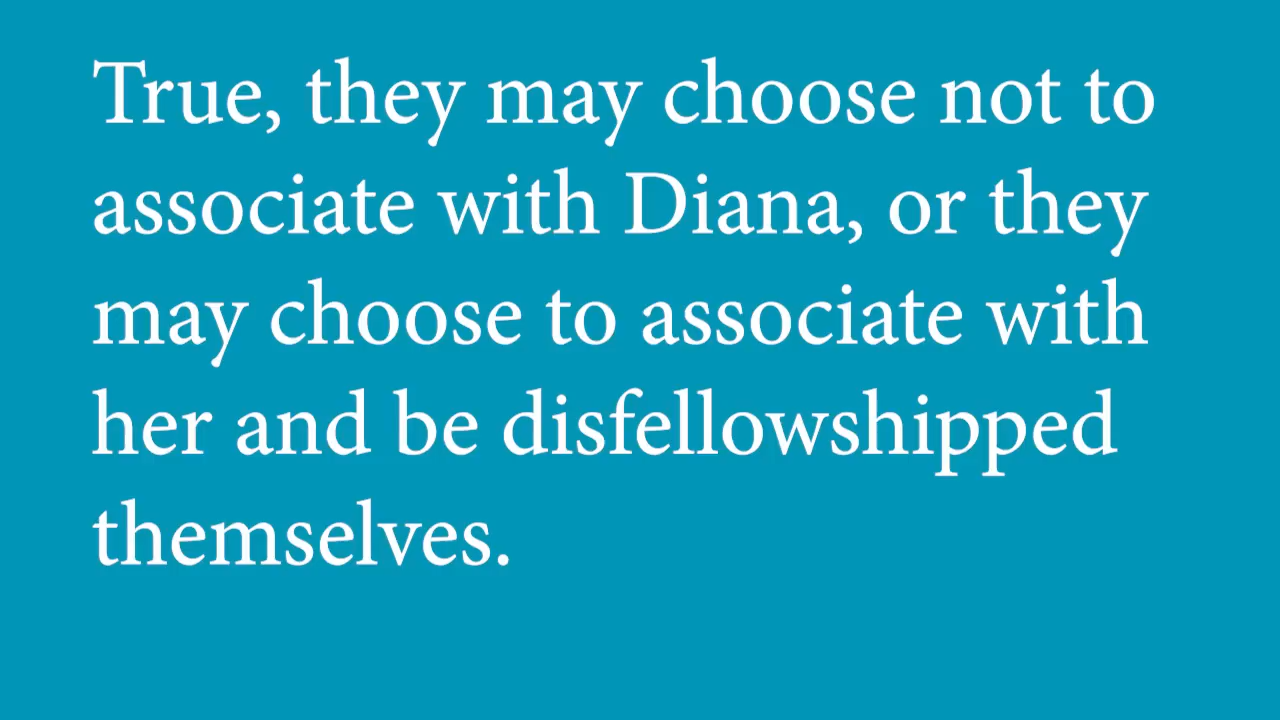 True, they may choose not to
associate with Diana, or they
may choose to associate with
her and be disfellowshipped
themselves.